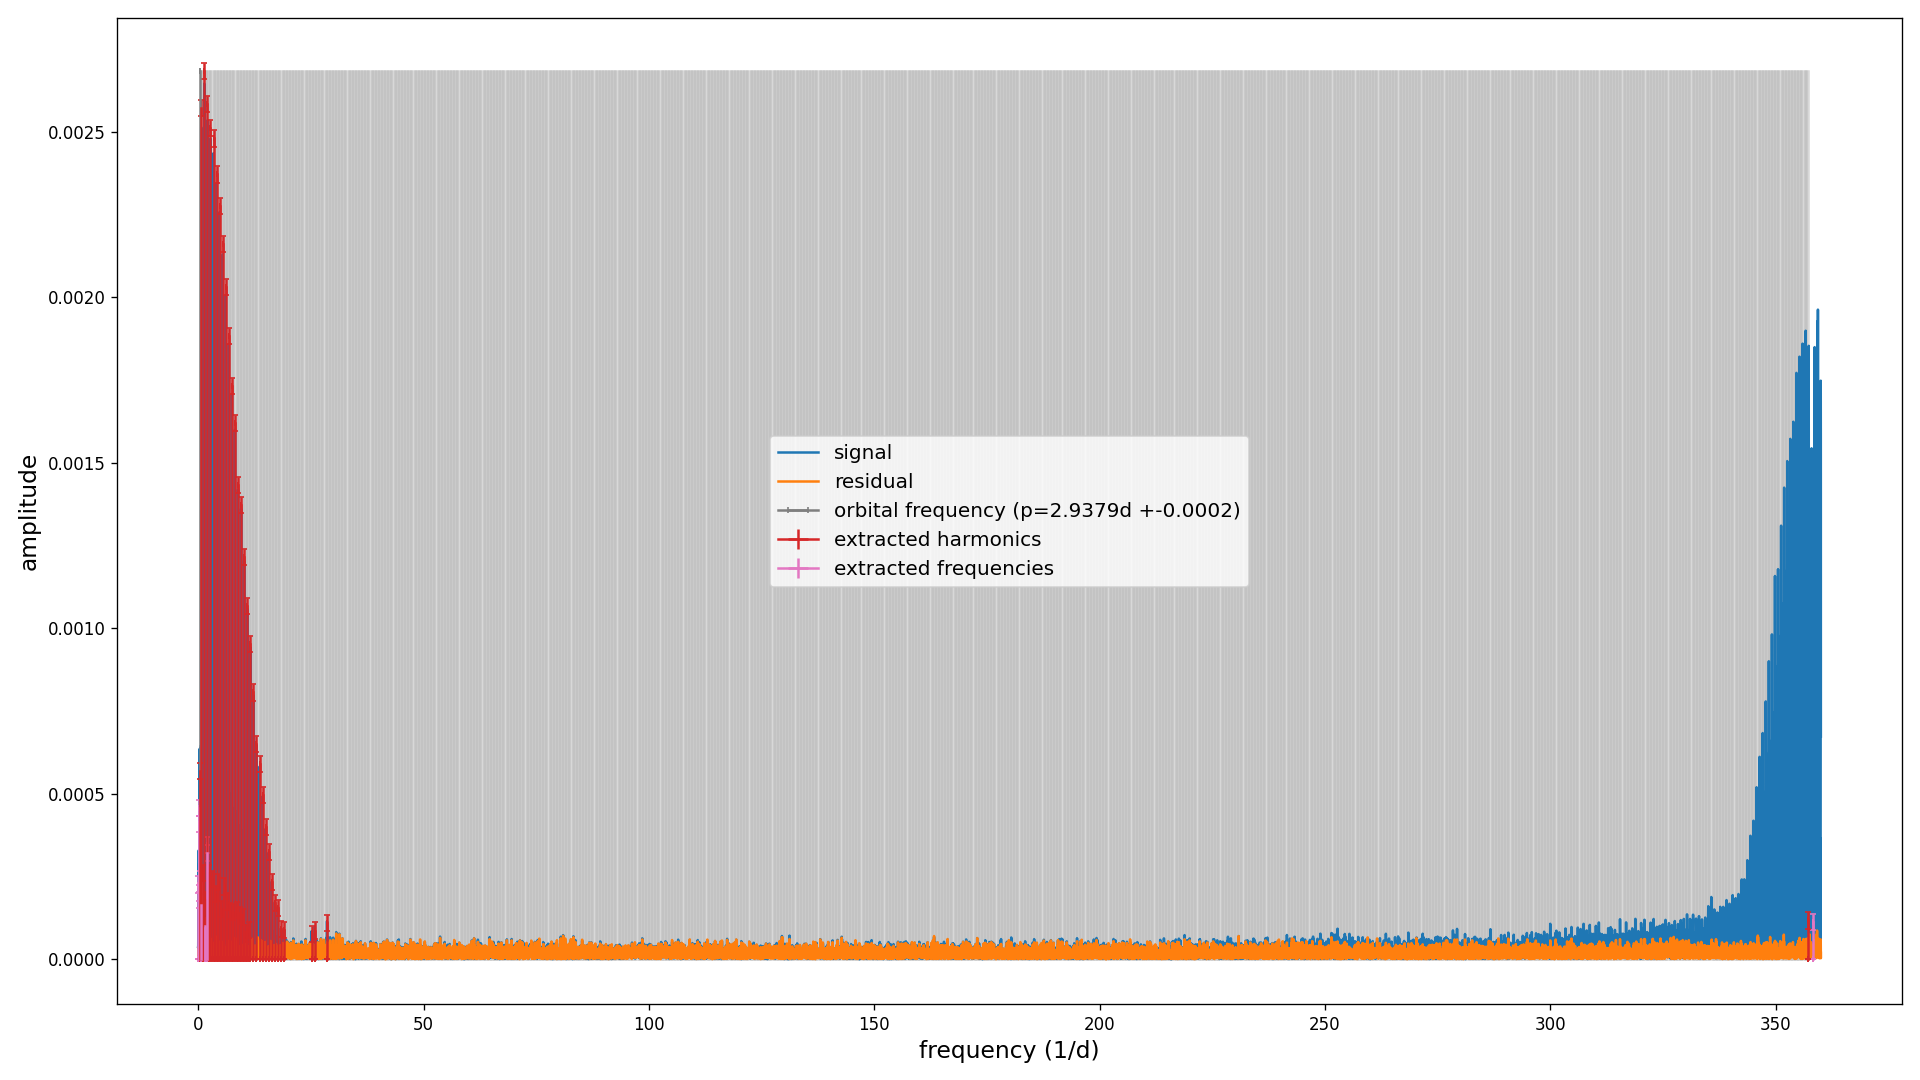 amplitude
0.0025
0.0020
0.0015
0.0010
0.0005
0.0000
signal
residual
orbital frequency (p=2.9379d +-0.0002)
extracted harmonics
extracted frequencies
0 50 100 150 200 250 300 350
frequency (1/d)